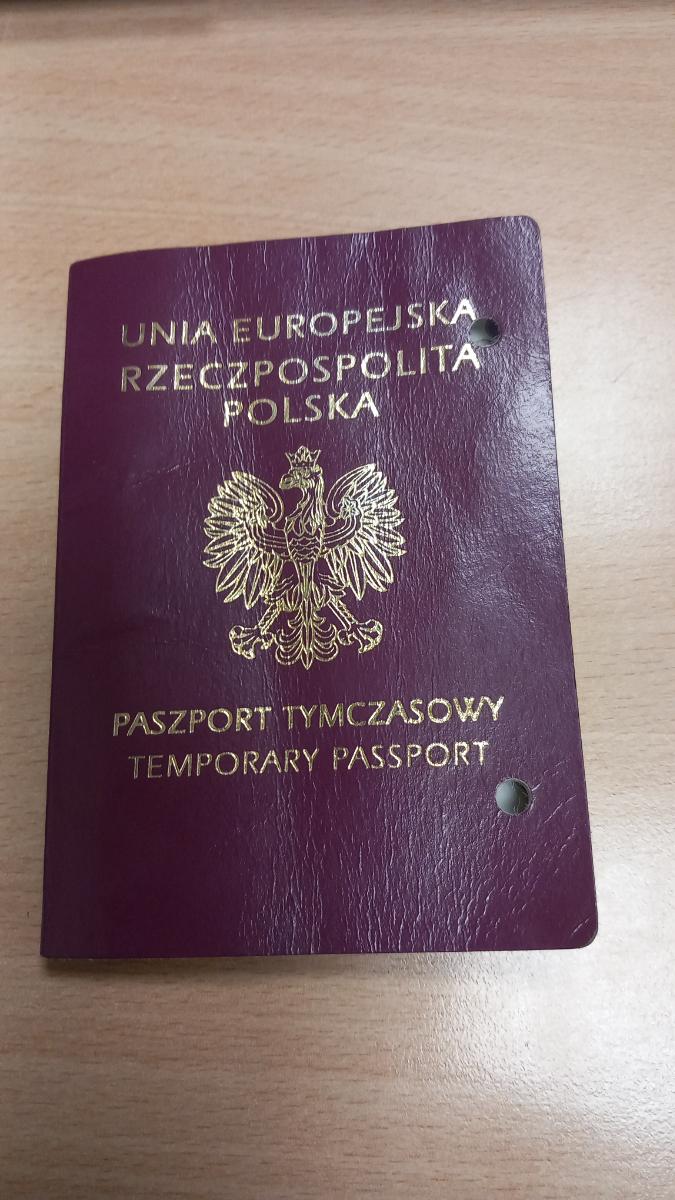 UNIA EUROPEJSKA
RZECZPOSPOLITA
POLSKA
PASZPORT TYMCZASOWY
TEMPORARY PASSPORT